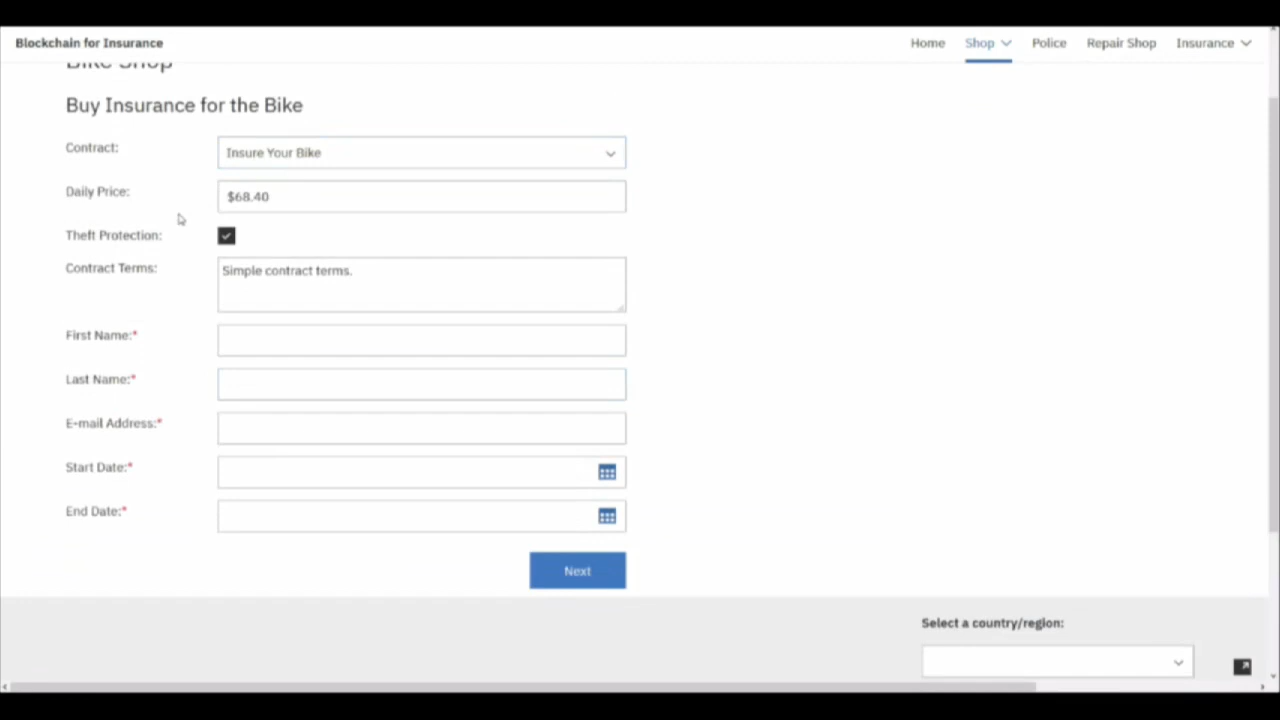 Blockchain for Insurance
Home Shop Police Repair Shop Insurance
Bike Shop
Buy Insurance for the Bike
Contract: Insure Your Bike
Daily Price: $68.40
Theft Protection:
Contract Terms: Simple contract terms.
First Name:*
Last Name:*
E-mail Address:*
Start Date:*
End Date:*
Next
Select a country/region: